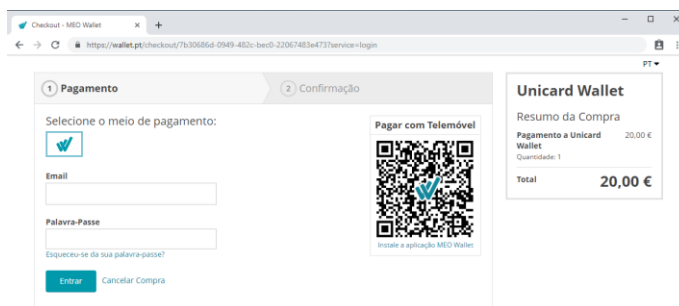 Checkout - MEO Wallet
https://wallet.pt/checkout/7b30686d-0949-482c-bec0-22067483e473?service=login
PT
1 Pagamento
2 Confirmação
Selecione o meio de pagamento:
Email
Palavra-Passe
Esqueceu-se da sua palavra-passe?
Entrar Cancelar Compra
Pagar com Telemóvel
Instale a aplicação MEO Wallet
Unicard Wallet
Resumo da Compra
Pagamento a Unicard 20,00 €
Wallet
Quantidade: 1
Total 20,00 €